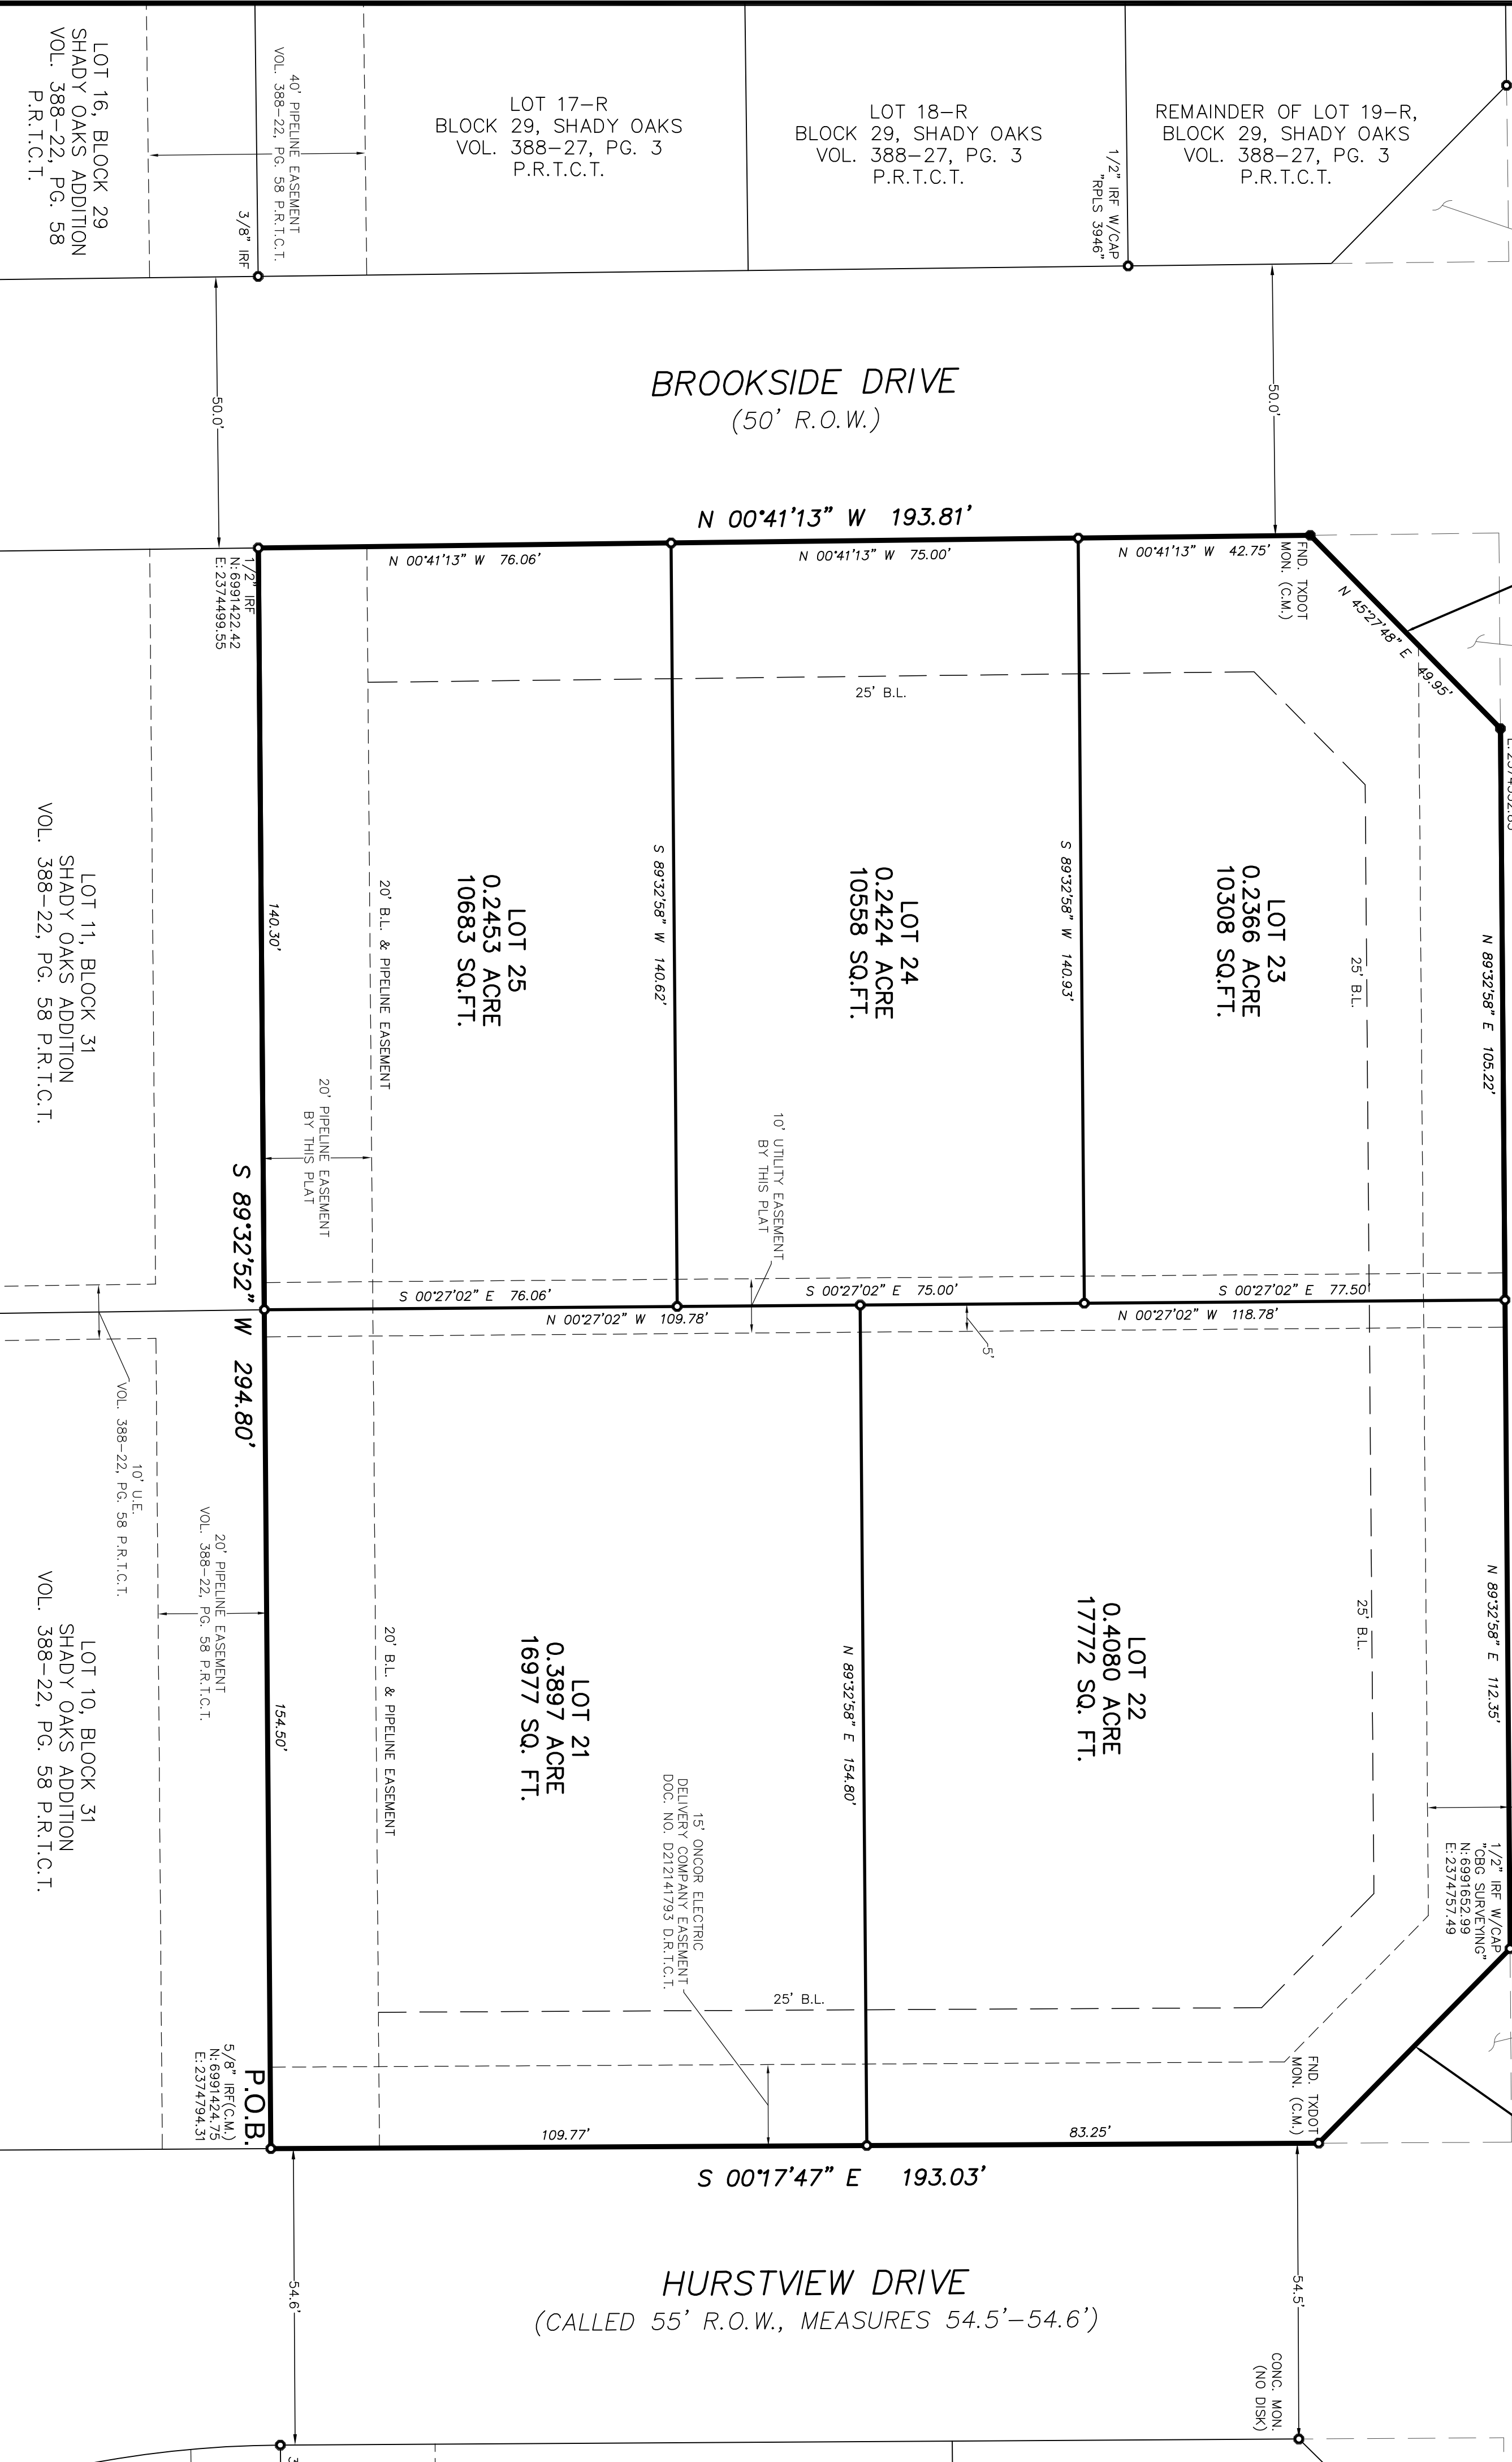 LOT 16, BLOCK 29
SHADY OAKS ADDITION
VOL. 388-22, PG. 58
P.R.T.C.T.
40' PIPELINE EASEMENT
VOL. 388-22, PG. 58 P.R.T.C.T.
3/8" IRF
LOT 17-R
BLOCK 29, SHADY OAKS
VOL. 388-27, PG. 3
P.R.T.C.T.
LOT 18-R
BLOCK 29, SHADY OAKS
VOL. 388-27, PG. 3
P.R.T.C.T.
1/2" IRF W/CAP
"RPLS 3946"
REMAINDER OF LOT 19-R,
BLOCK 29, SHADY OAKS
VOL. 388-27, PG. 3
P.R.T.C.T.
50.0'
BROOKSIDE DRIVE
(50' R.O.W.)
50.0'
N 00°41'13" W 193.81'
N 00°41'13" W 76.06'
N 00°41'13" W 75.00'
N 00°41'13" W 42.75'
FND. TXDOT
MON. (C.M.)
N 45°27'48" E 49.95'
1/2" IRF
N: 6991422.42
E: 2374499.55
25' B.L.
LOT 11, BLOCK 31
SHADY OAKS ADDITION
VOL. 388-22, PG. 58 P.R.T.C.T.
140.30'
20' B.L. & PIPELINE EASEMENT
LOT 25
0.2453 ACRE
10683 SQ.FT.
S 89°32'58" W 140.62'
LOT 24
0.2424 ACRE
10558 SQ.FT.
S 89°32'58" W 140.93'
LOT 23
0.2366 ACRE
10308 SQ.FT.
25' B.L.
N 89°32'58" E 105.22'
20' PIPELINE EASEMENT
BY THIS PLAT
10' UTILITY EASEMENT
BY THIS PLAT
S 89°32'52" W 294.80'
S 00°27'02" E 76.06'
S 00°27'02" E 75.00'
S 00°27'02" E 77.50'
N 00°27'02" W 109.78'
N 00°27'02" W 118.78'
5'
10' U.E.
VOL. 388-22, PG. 58 P.R.T.C.T.
20' PIPELINE EASEMENT
VOL. 388-22, PG. 58 P.R.T.C.T.
LOT 10, BLOCK 31
SHADY OAKS ADDITION
VOL. 388-22, PG. 58 P.R.T.C.T.
154.50'
20' B.L. & PIPELINE EASEMENT
LOT 21
0.3897 ACRE
16977 SQ. FT.
N 89°32'58" E 154.80'
LOT 22
0.4080 ACRE
17772 SQ. FT.
25' B.L.
N 89°32'58" E 112.35'
15' ONCOR ELECTRIC
DELIVERY COMPANY EASEMENT
DOC. NO. D212141793 D.R.T.C.T.
1/2" IRF W/CAP
"CBG SURVEYING"
N: 6991652.99
E: 2374757.49
25' B.L.
P.O.B.
5/8" IRF(C.M.)
N: 6991424.75
E: 2374794.31
FND. TXDOT
MON. (C.M.)
109.77'
83.25'
S 00°17'47" E 193.03'
54.6'
HURSTVIEW DRIVE
(CALLED 55' R.O.W., MEASURES 54.5'-54.6')
54.5'
CONC. MON.
(NO DISK)